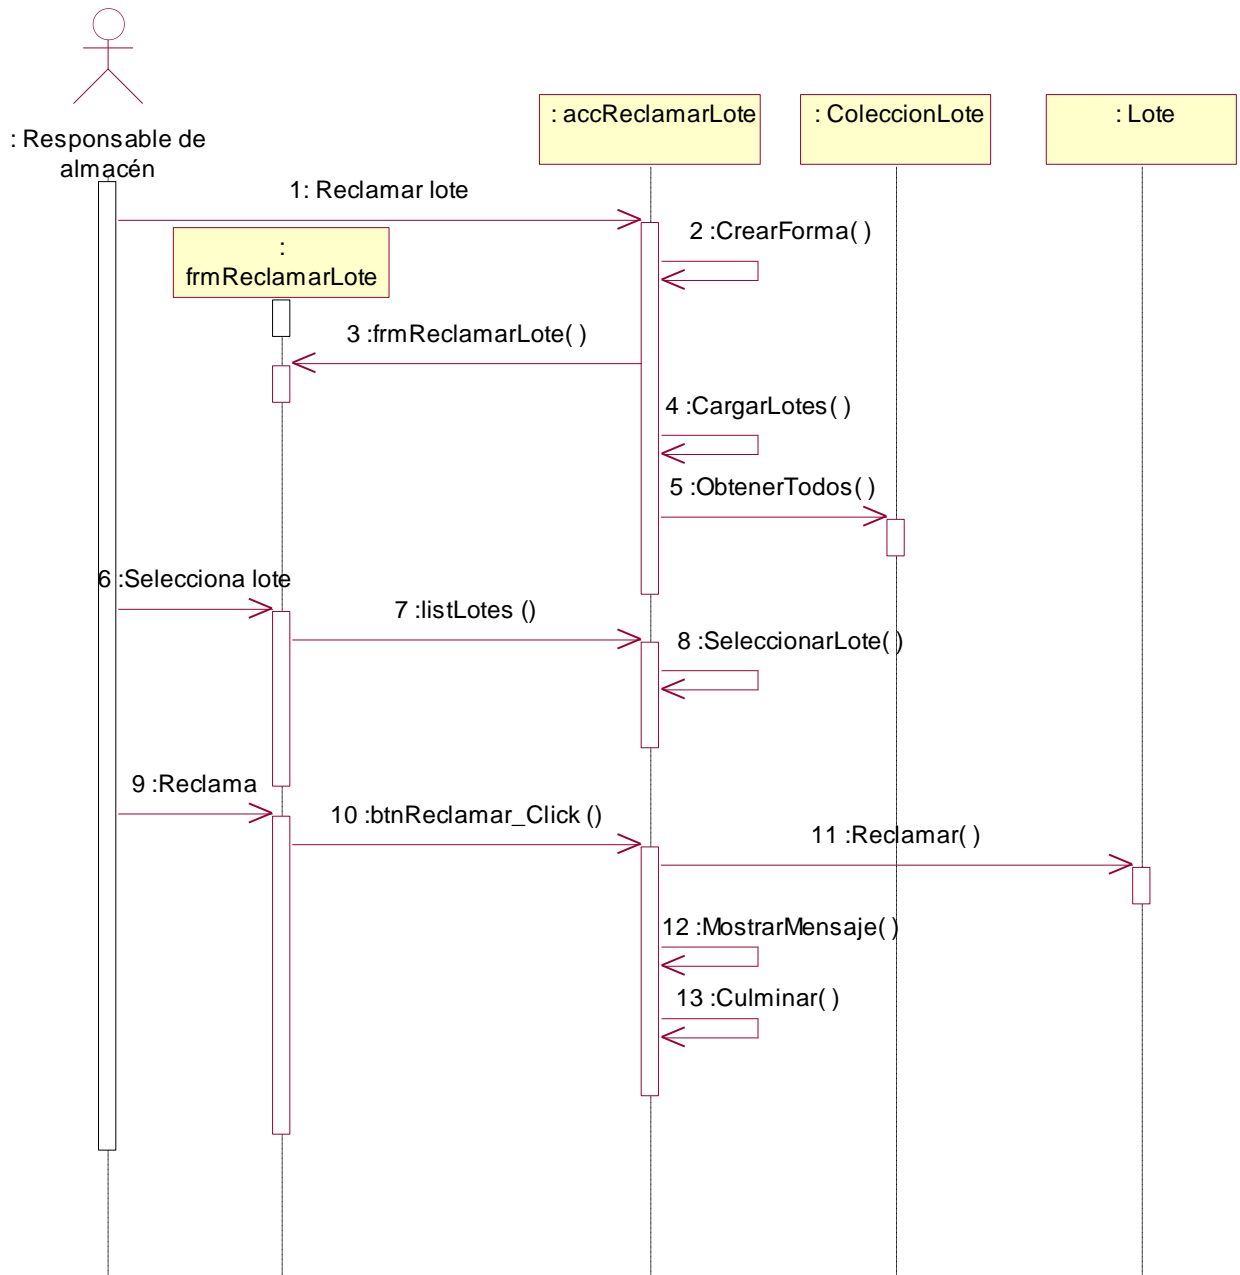 : Responsable de
almacén
: accReclamarLote
: ColeccionLote
: Lote
1: Reclamar lote
2 :CrearForma( )
:
frmReclamarLote
3 :frmReclamarLote( )
4 :CargarLotes( )
5 :ObtenerTodos( )
6 :Selecciona lote
7 :listLotes ()
8 :SeleccionarLote( )
9 :Reclama
10 :btnReclamar_Click ()
11 :Reclamar( )
12 :MostrarMensaje( )
13 :Culminar( )